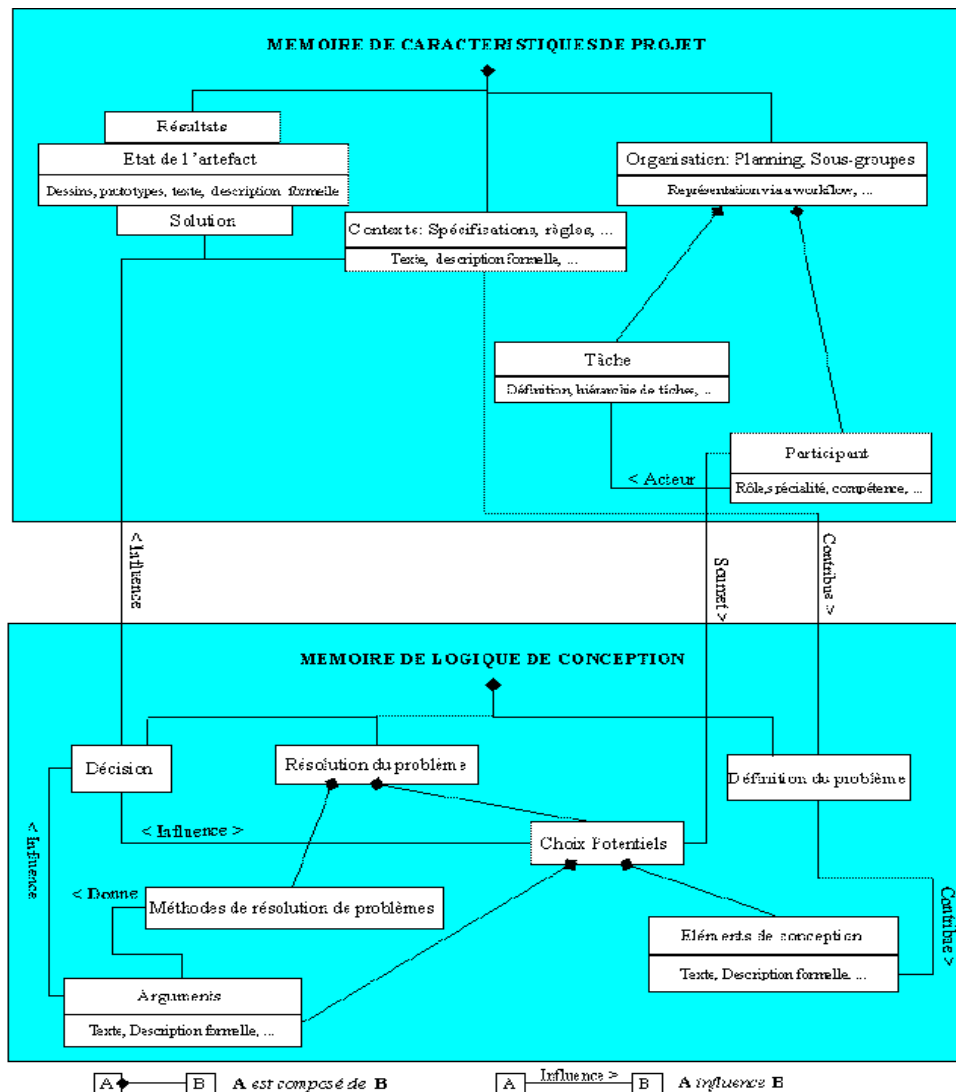 MEMOIRE DE CARACTERISTIQUES DE PROJET
Résultats
Etat de l'artefact
Dessins, prototypes, texte, description formelle
Solution
Contexte: Spécifisations, règles, ...
Texte, description formelle, ...
Organisation: Planning, Sous-groupes
Représentation via a workflow, ...
Tâche
Définition, hiérarchie de tâches, ...
Participant
Rôle, spécialité, compétence, ...
< Acteur
< Influence
Soumet >
Contribue >
MEMOIRE DE LOGIQUE DE CONCEPTION
Décision
Résolution du problème
Définition du problème
< Influence >
Choix Potentiels
< Influence
< Donne
Méthodes de résolution de problèmes
Eléments de conception
Texte, Description formelle, ...
Contribue >
Arguments
Texte, Description formelle, ...
A B A est composé de B
A Influence > B A influence B